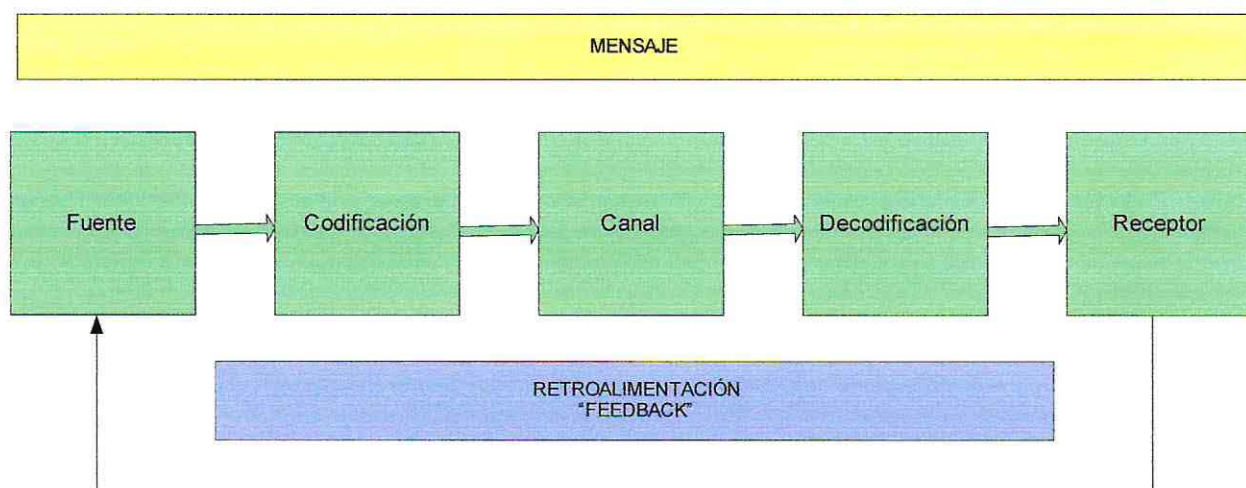 MENSAJE
Fuente
Codificación
Canal
Decodificación
Receptor
RETROALIMENTACIÓN
"FEEDBACK"